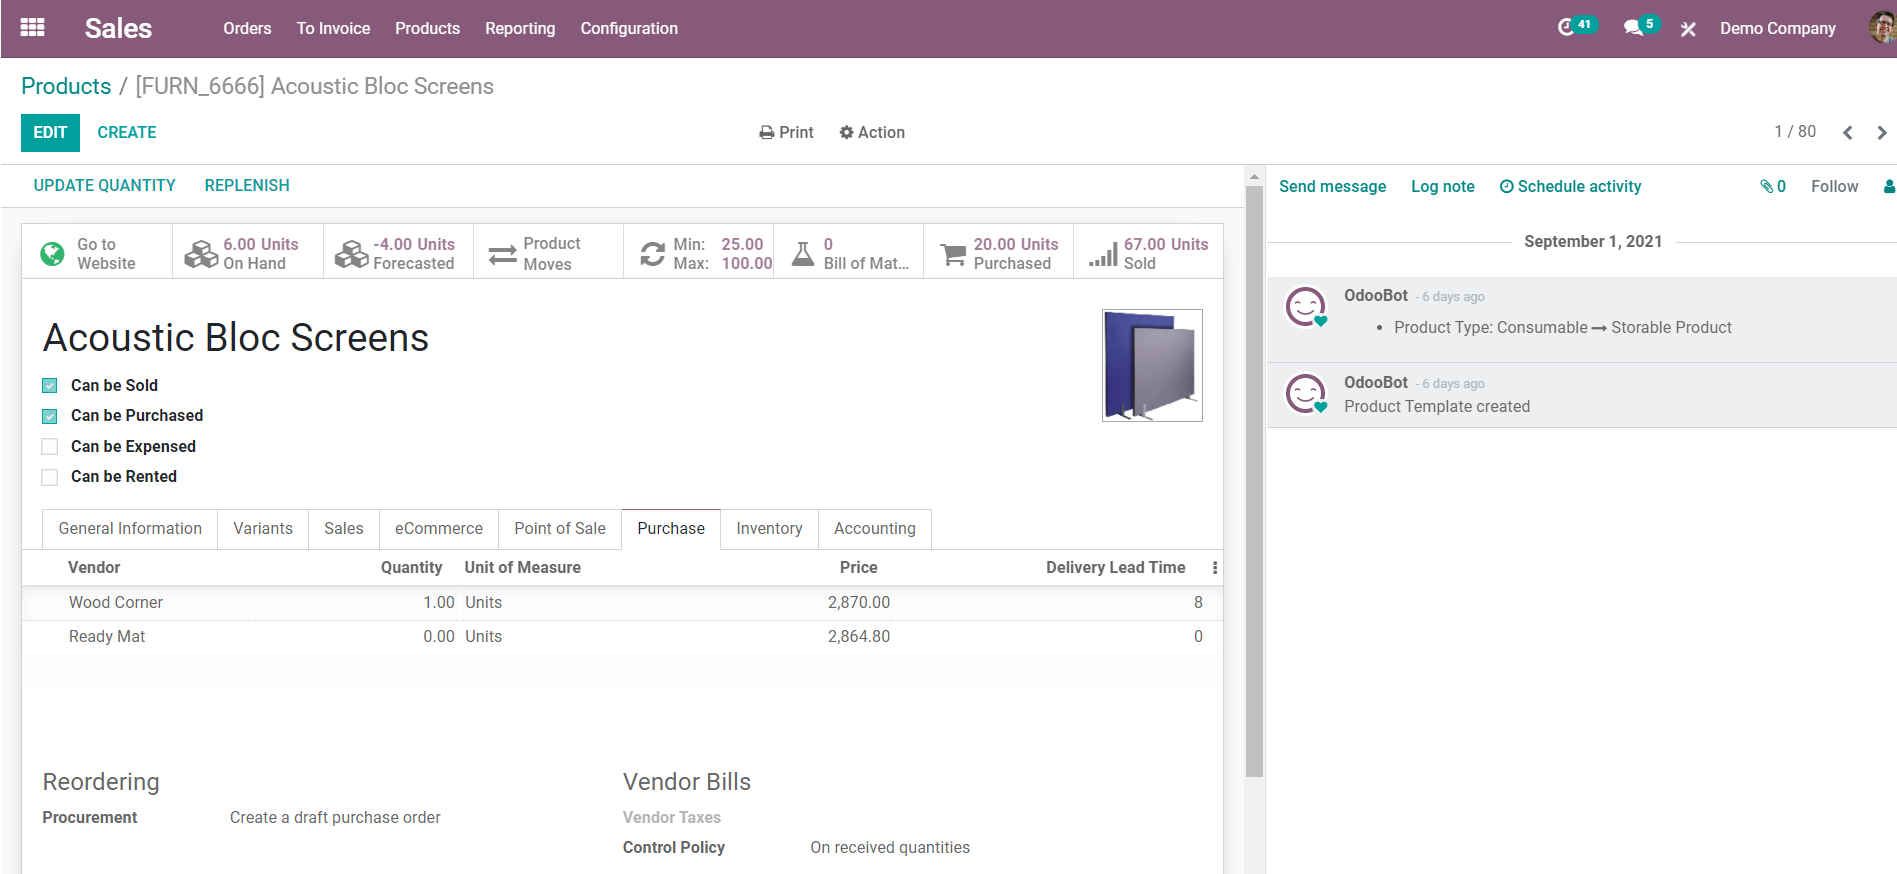 Sales Orders To Invoice Products Reporting Configuration 41 5 Demo Company
Products / [FURN_6666] Acoustic Bloc Screens
EDIT CREATE Print Action 1 / 80
UPDATE QUANTITY REPLENISH
Go to Website
6.00 Units On Hand
-4.00 Units Forecasted
Product Moves
Min: 25.00
Max: 100.00
0 Bill of Mat...
20.00 Units Purchased
67.00 Units Sold
Acoustic Bloc Screens
Can be Sold
Can be Purchased
Can be Expensed
Can be Rented
General Information Variants Sales eCommerce Point of Sale Purchase Inventory Accounting
Vendor Quantity Unit of Measure Price Delivery Lead Time
Wood Corner 1.00 Units 2,870.00 8
Ready Mat 0.00 Units 2,864.80 0
Reordering
Procurement Create a draft purchase order
Vendor Bills
Vendor Taxes
Control Policy On received quantities
Send message Log note Schedule activity 0 Follow
September 1, 2021
OdooBot - 6 days ago
• Product Type: Consumable → Storable Product
OdooBot - 6 days ago
Product Template created